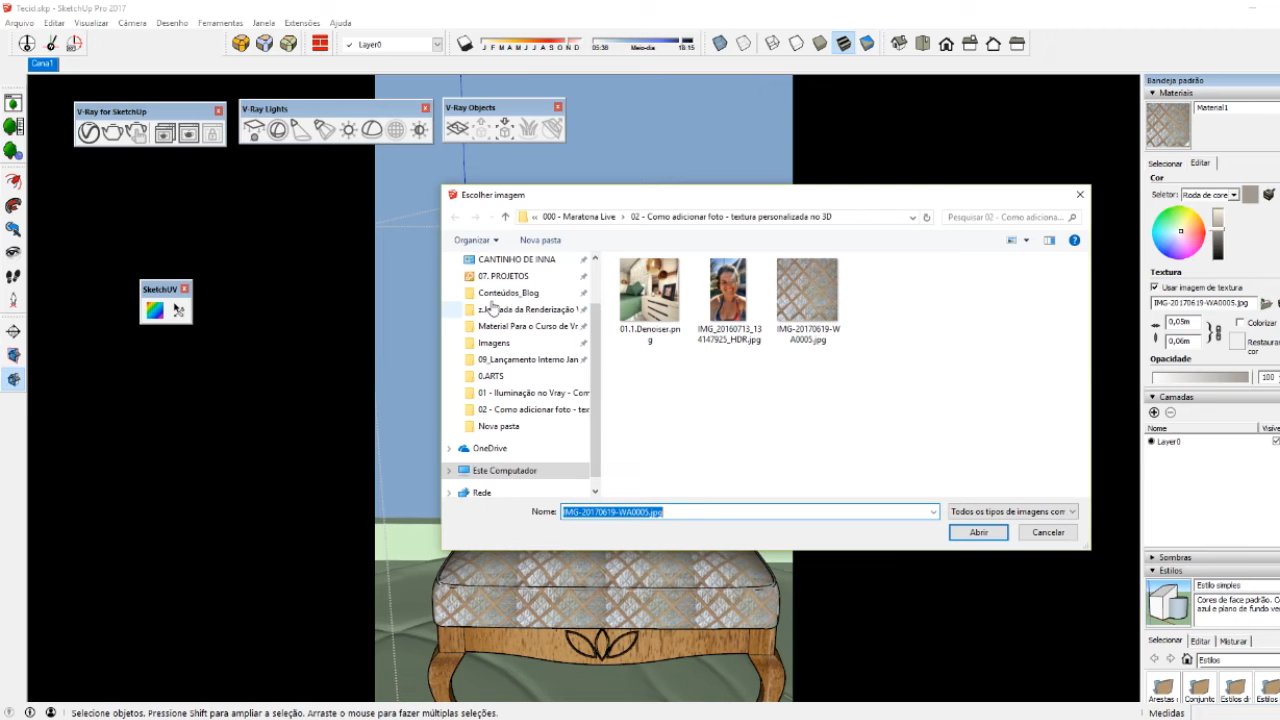 Tecid.skp - SketchUp Pro 2017
Arquivo Editar Visualizar Câmera Desenho Ferramentas Janela Extensões Ajuda
Layer0
J F M A M J J A S O N D
05:38 Meio-dia 18:15
Cena1
V-Ray for SketchUp
V-Ray Lights
V-Ray Objects
SketchUV
Escolher imagem
« 000 - Maratona Live › 02 - Como adicionar foto - textura personalizada no 3D
Pesquisar 02 - Como adiciona...
Organizar
Nova pasta
CANTINHO DE INNA
07. PROJETOS
Conteúdos_Blog
da da Renderização V
Material Para o Curso de Vr
Imagens
09_Lançamento Interno Jan
0.ARTS
01 - Iluminação no Vray - Com
02 - Como adicionar foto - tex
Nova pasta
OneDrive
Este Computador
Rede
01.1.Denoiser.png
IMG_20160713_134147925_HDR.jpg
IMG-20170619-WA0005.jpg
Nome: IMG-20170619-WA0005.jpg
Todos os tipos de imagens com
Abrir
Cancelar
Bandeja padrão
Materiais
Material1
Selecionar Editar
Cor
Seletor: Roda de core
Textura
Usar imagem de textura
IMG-20170619-WA0005.jpg
0,05m
Colorizar
0,06m
Restaurar cor
Opacidade
100
Camadas
Nome Visíve
Layer0
Sombras
Estilos
Estilo simples
Cores de face padrão. C
azul e plano de fundo ve
Selecionar Editar Misturar
Estilos
Arestas
Conjunto
Estilos di
Estilos
Selecione objetos. Pressione Shift para ampliar a seleção. Arraste o mouse para fazer múltiplas seleções.
Medidas